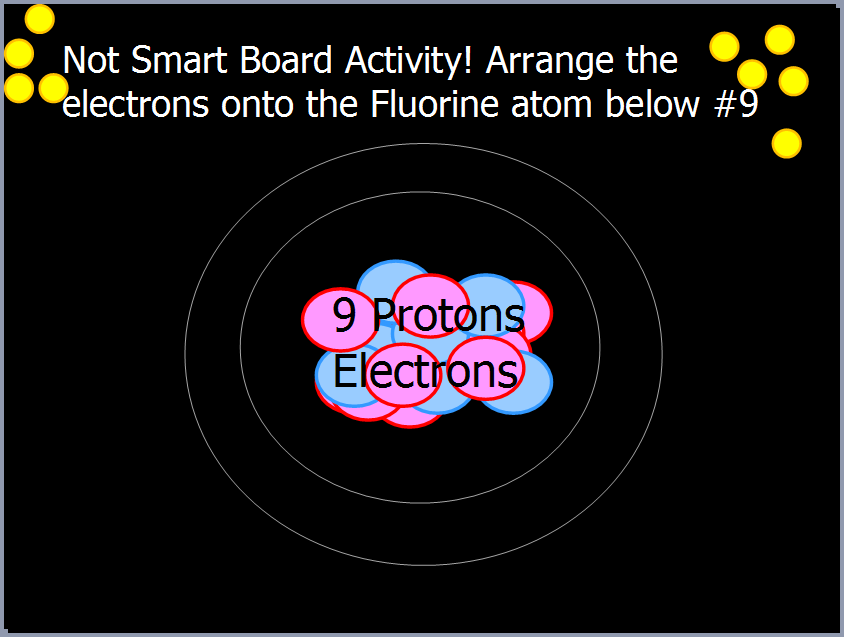 Not Smart Board Activity! Arrange the
electrons onto the Fluorine atom below #9
9 Protons
Electrons